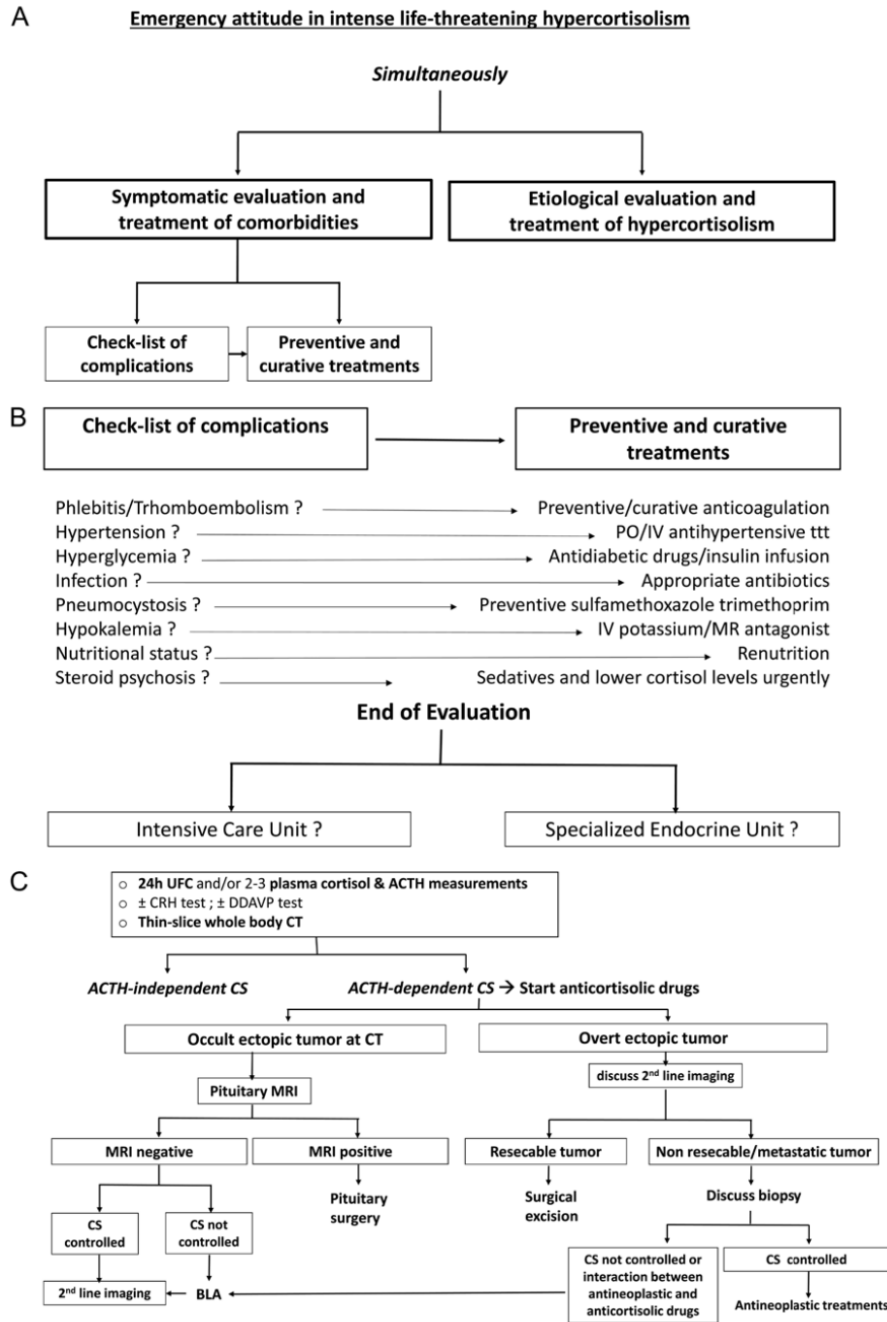 A
Emergency attitude in intense life-threatening hypercortisolism
Simultaneously
Symptomatic evaluation and
treatment of comorbidities
Etiological evaluation and
treatment of hypercortisolism
Check-list of
complications
Preventive and
curative treatments
B
Check-list of complications
Preventive and curative
treatments
Phlebitis/Trhomboembolism ? Preventive/curative anticoagulation
Hypertension ? PO/IV antihypertensive ttt
Hyperglycemia ? Antidiabetic drugs/insulin infusion
Infection ? Appropriate antibiotics
Pneumocystosis ? Preventive sulfamethoxazole trimethoprim
Hypokalemia ? IV potassium/MR antagonist
Nutritional status ? Renutrition
Steroid psychosis ? Sedatives and lower cortisol levels urgently
End of Evaluation
Intensive Care Unit ?
Specialized Endocrine Unit ?
C
○ 24h UFC and/or 2-3 plasma cortisol & ACTH measurements
○ ± CRH test ; ± DDAVP test
○ Thin-slice whole body CT
ACTH-independent CS
ACTH-dependent CS → Start anticortisolic drugs
Occult ectopic tumor at CT
Overt ectopic tumor
Pituitary MRI
discuss 2nd line imaging
MRI negative
MRI positive
Resecable tumor
Non resecable/metastatic tumor
Pituitary
surgery
Surgical
excision
Discuss biopsy
CS
controlled
CS not
controlled
CS not controlled or
interaction between
antineoplastic and
anticortisolic drugs
CS controlled
2nd line imaging
BLA
Antineoplastic treatments